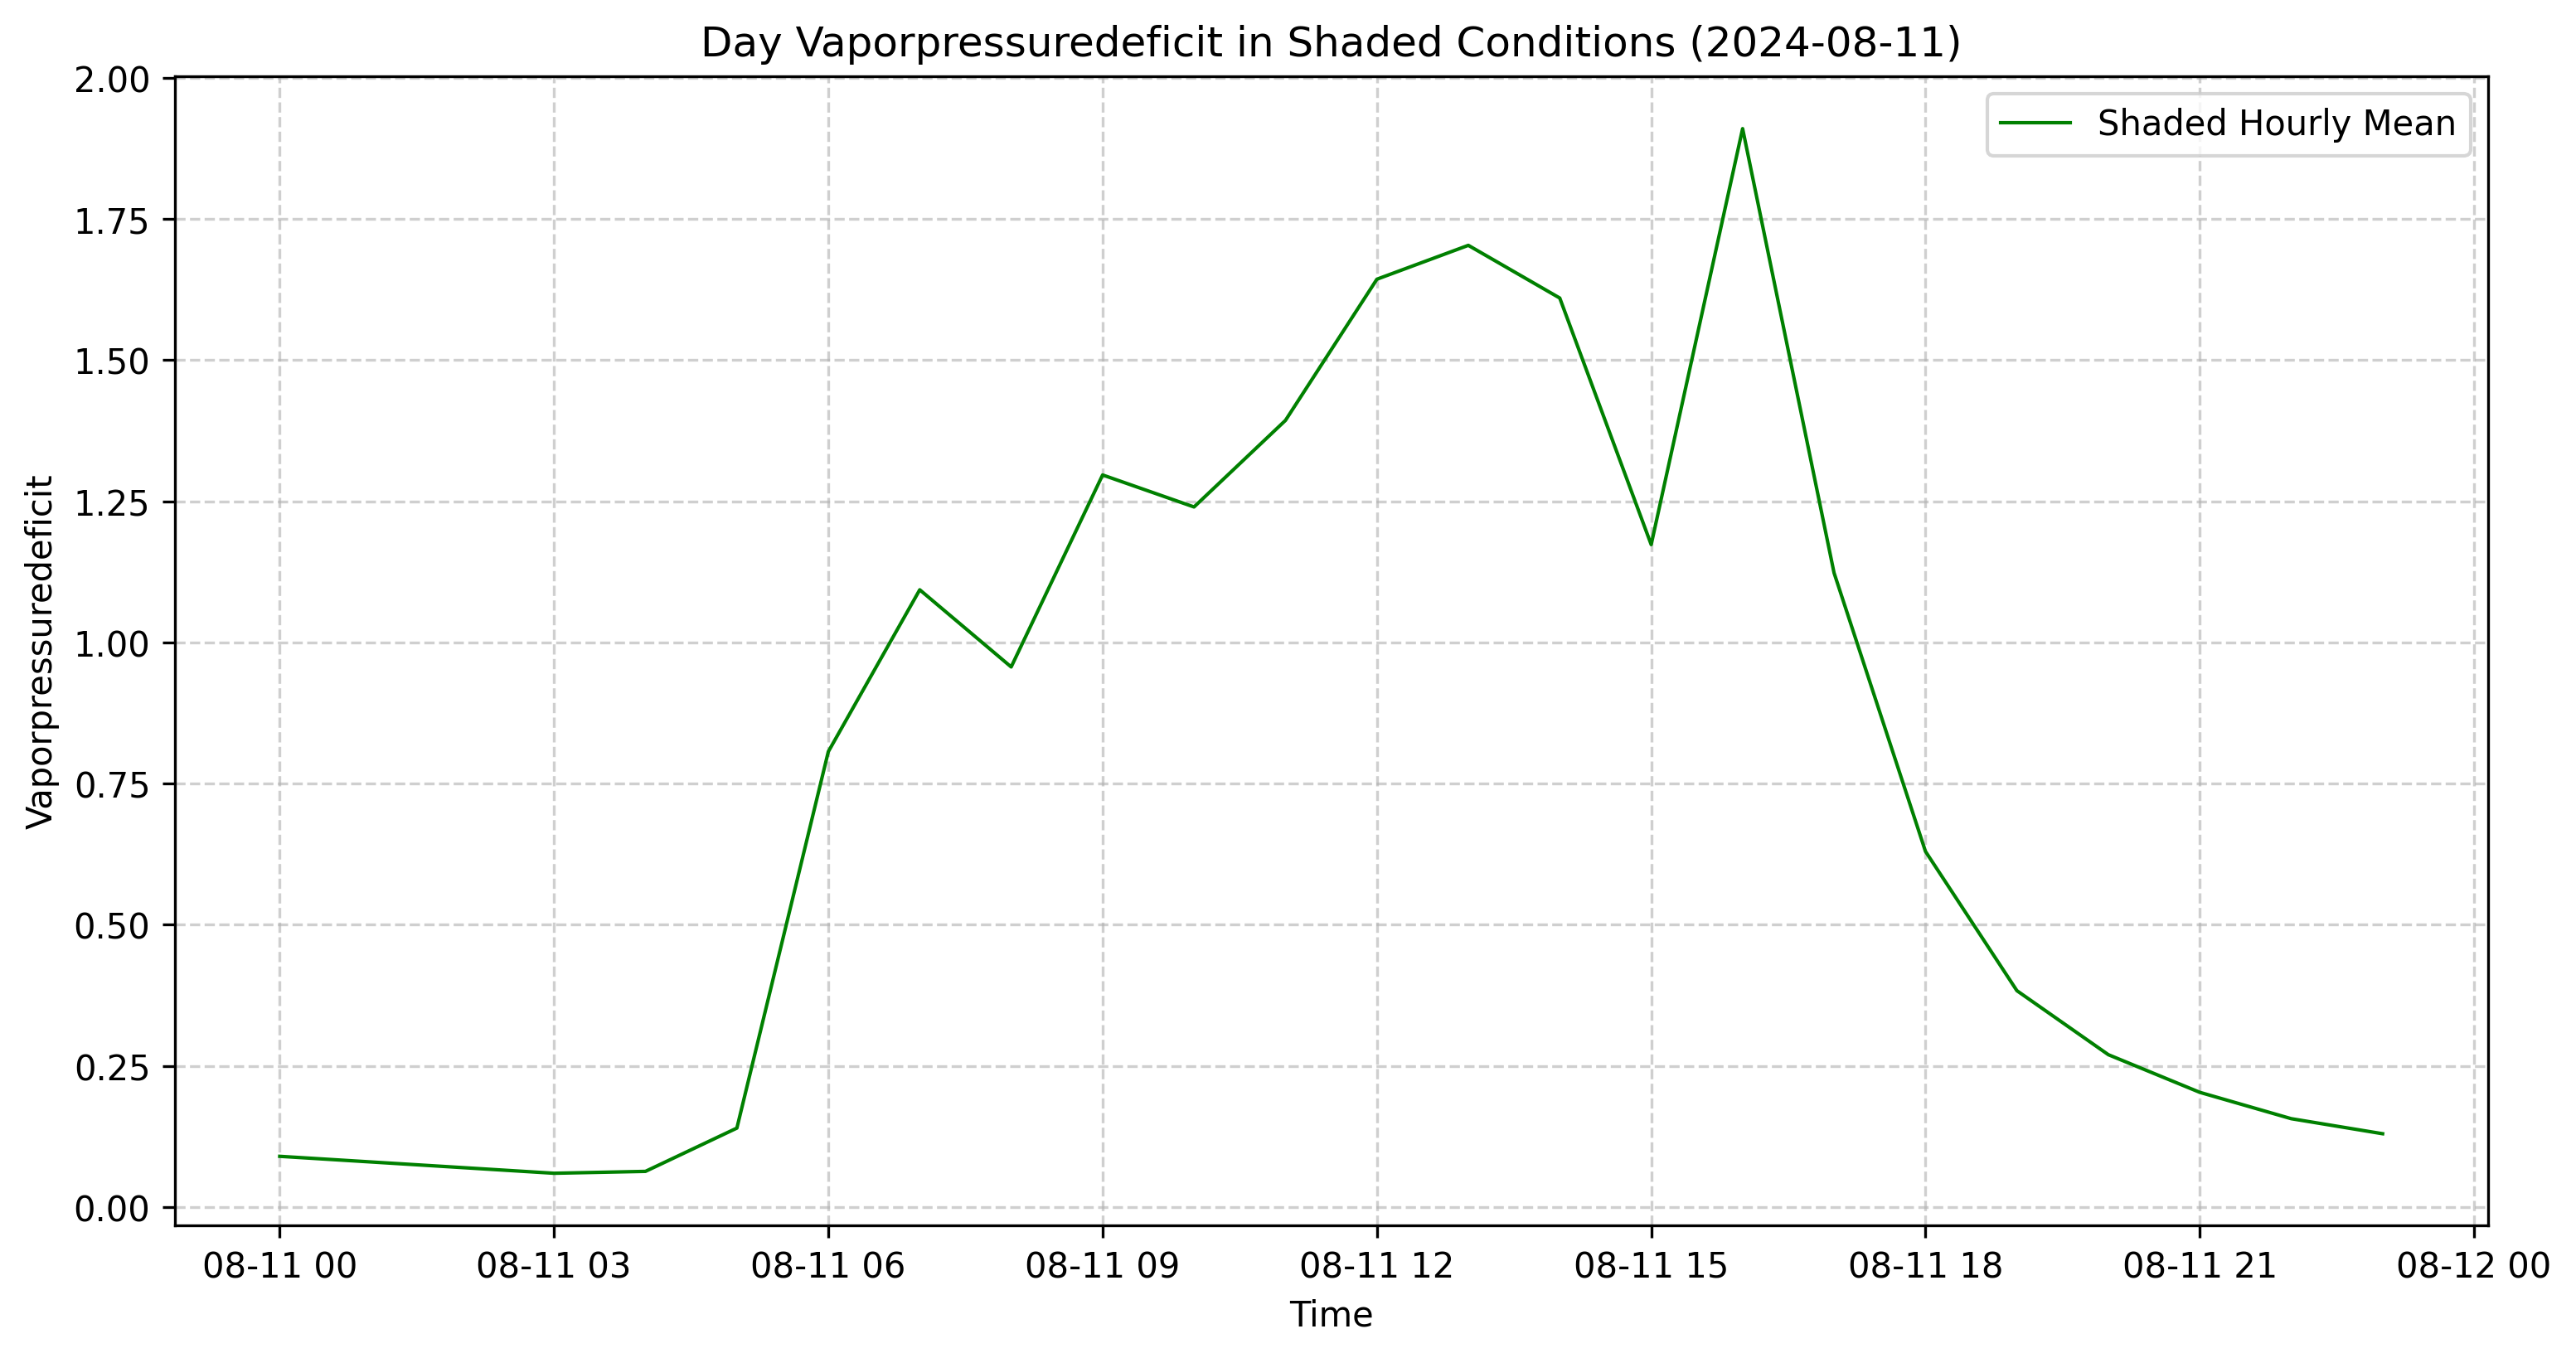 Day Vaporpressuredeficit in Shaded Conditions (2024-08-11)
Shaded Hourly Mean
Vaporpressuredeficit
2.00
1.75
1.50
1.25
1.00
0.75
0.50
0.25
0.00
08-11 00 08-11 03 08-11 06 08-11 09 08-11 12 08-11 15 08-11 18 08-11 21 08-12 00
Time